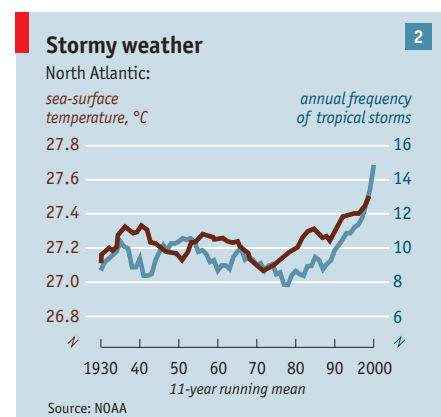 Stormy weather
2
North Atlantic:
sea-surface
temperature, °C
annual frequency
of tropical storms
27.8
27.6
27.4
27.2
27.0
26.8
16
14
12
10
8
6
1930 40 50 60 70 80 90 2000
11-year running mean
Source: NOAA